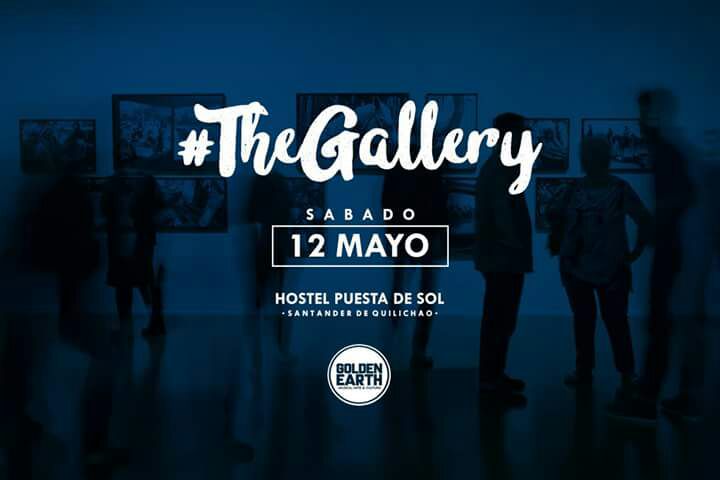 #TheGallery
SABADO
12 MAYO
HOSTEL PUESTA DE SOL
·SANTANDER DE QUILICHAO·
GOLDEN
EARTH